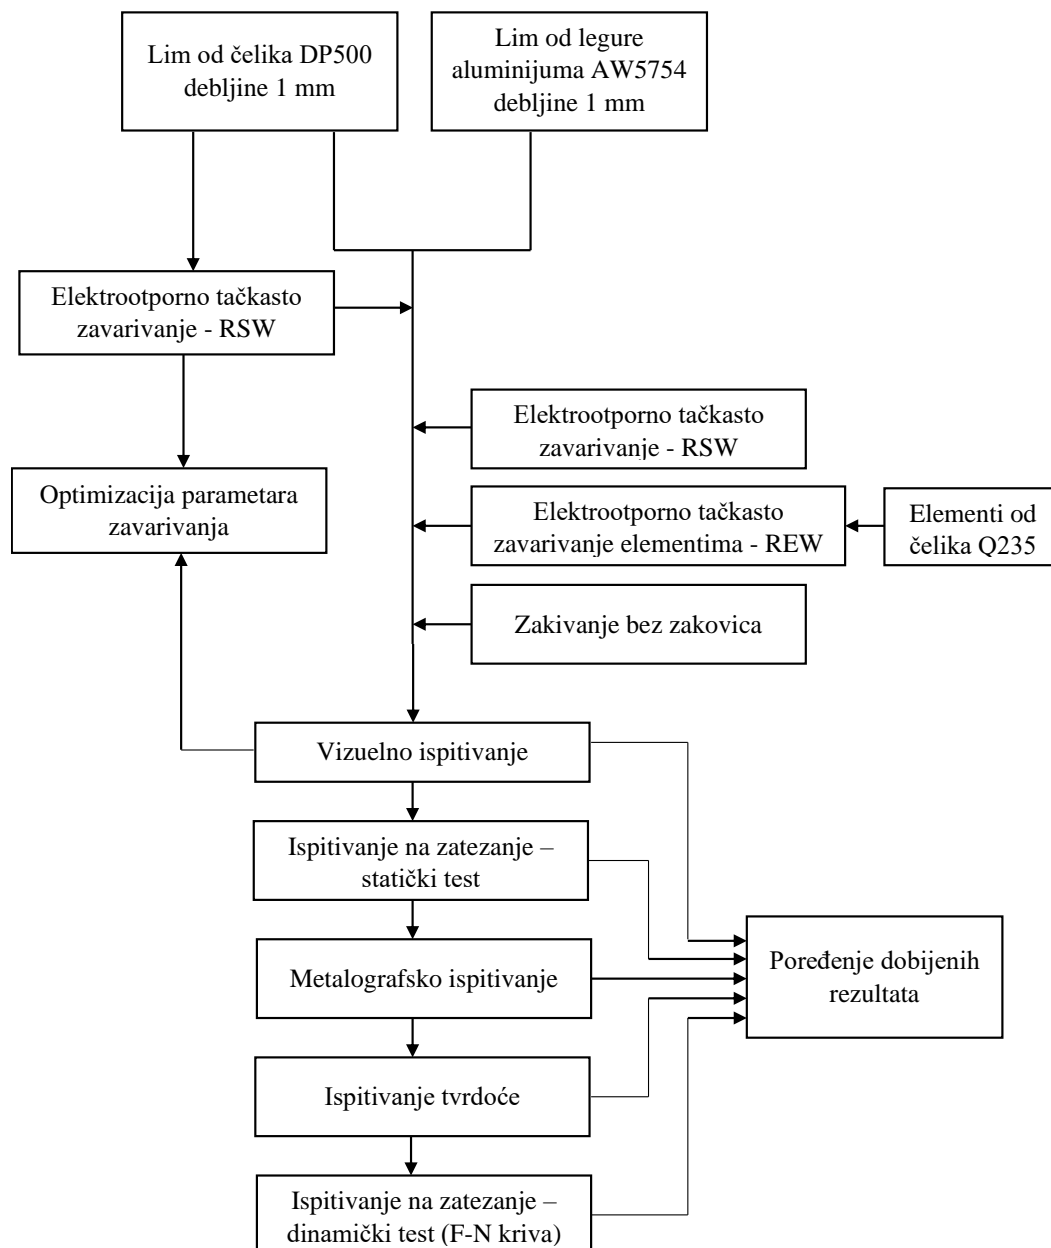 Lim od čelika DP500
debljine 1 mm
Lim od legure
aluminijuma AW5754
debljine 1 mm
Elektrootporno tačkasto
zavarivanje - RSW
Elektrootporno tačkasto
zavarivanje - RSW
Optimizacija parametara
zavarivanja
Elektrootporno tačkasto
zavarivanje elementima - REW
Elementi od
čelika Q235
Zakivanje bez zakovica
Vizuelno ispitivanje
Ispitivanje na zatezanje –
statički test
Metalografsko ispitivanje
Poređenje dobijenih
rezultata
Ispitivanje tvrdoće
Ispitivanje na zatezanje –
dinamički test (F-N kriva)